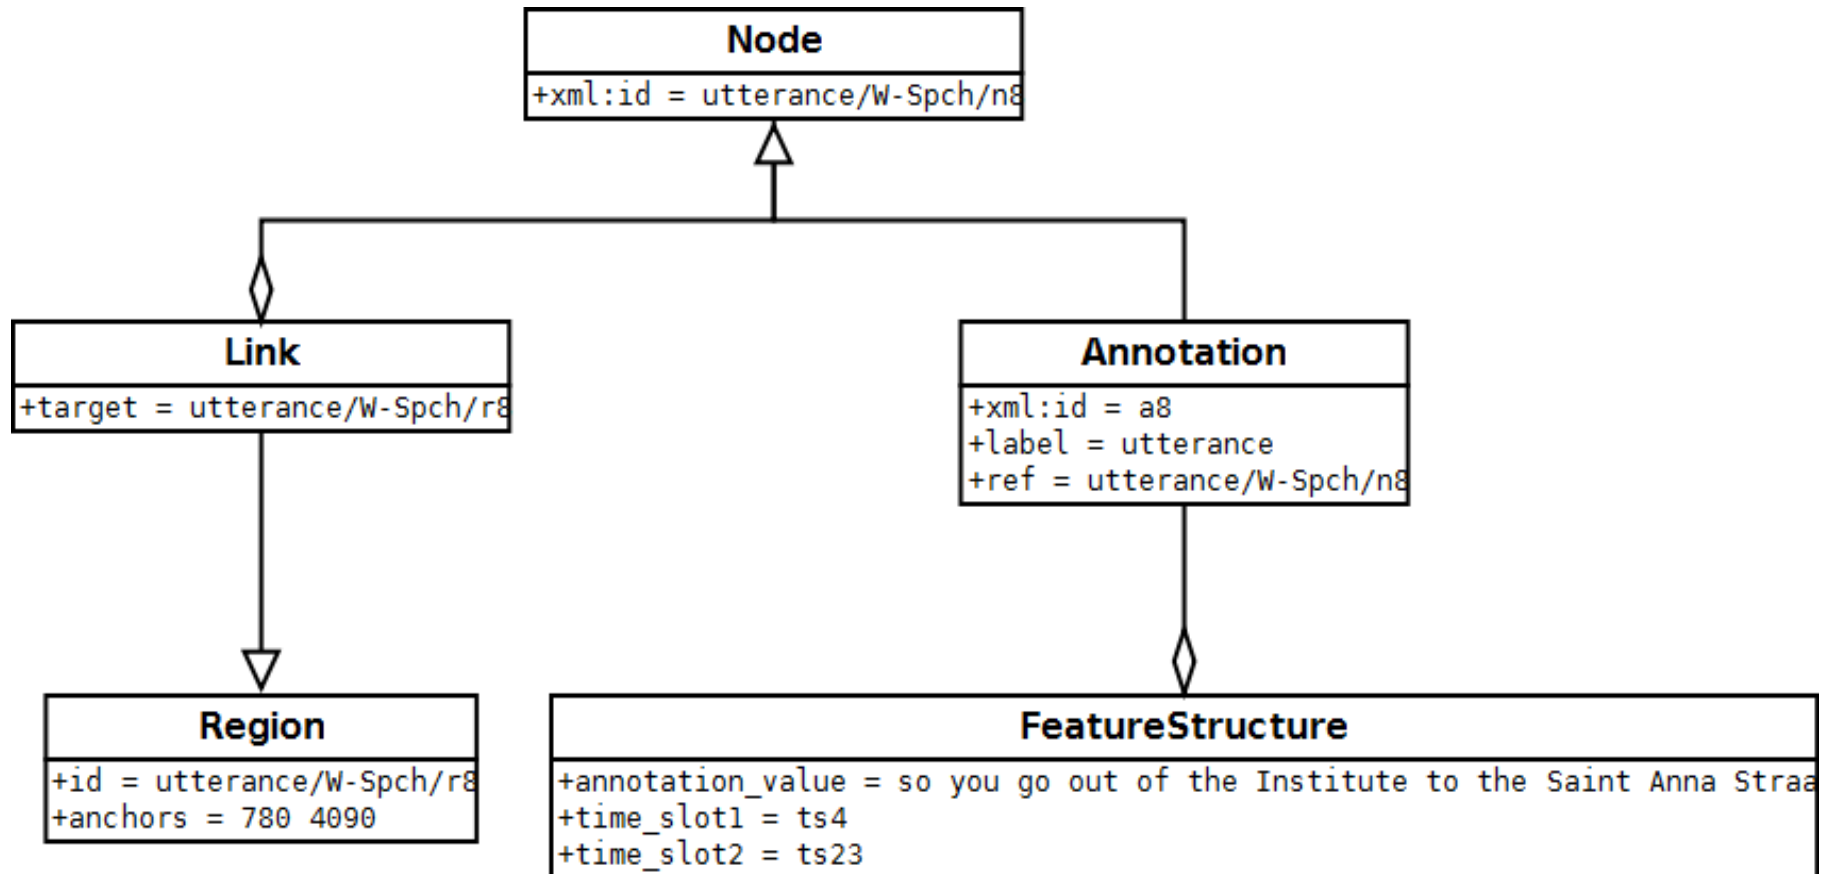 Node
+xml:id = utterance/W-Spch/n8
Link
+target = utterance/W-Spch/r8
Annotation
+xml:id = a8
+label = utterance
+ref = utterance/W-Spch/n8
Region
+id = utterance/W-Spch/r8
+anchors = 780 4090
FeatureStructure
+annotation_value = so you go out of the Institute to the Saint Anna Straa
+time_slot1 = ts4
+time_slot2 = ts23